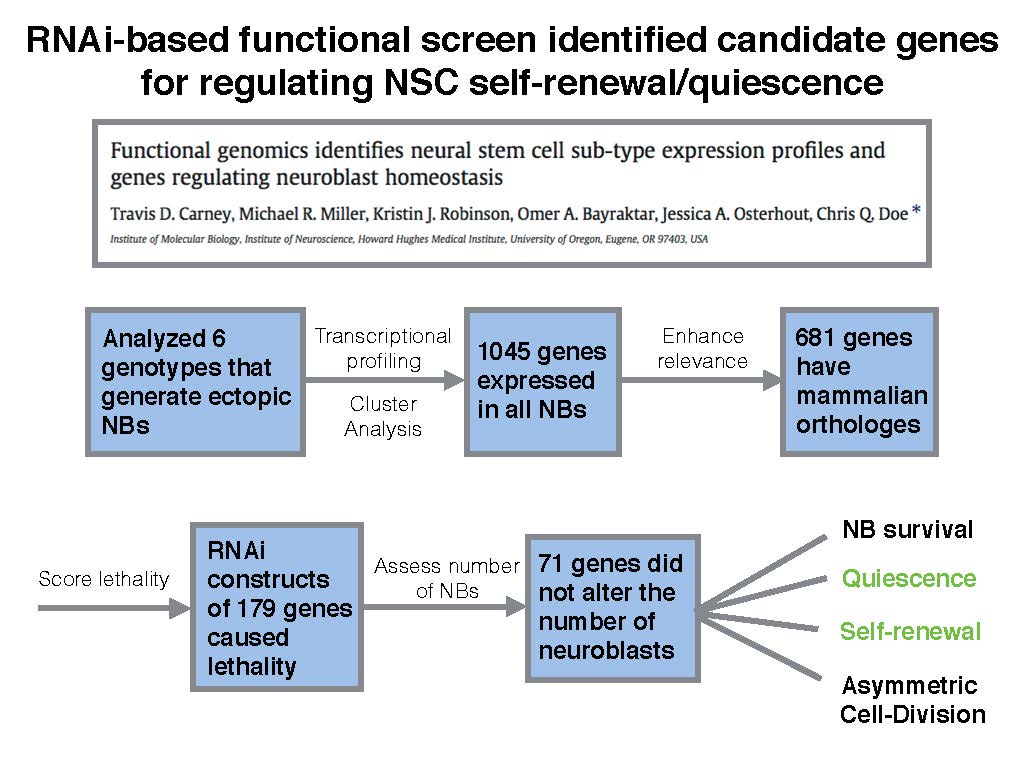 RNAi-based functional screen identified candidate genes
for regulating NSC self-renewal/quiescence
Functional genomics identifies neural stem cell sub-type expression profiles and
genes regulating neuroblast homeostasis
Travis D. Carney, Michael R. Miller, Kristin J. Robinson, Omer A. Bayraktar, Jessica A. Osterhout, Chris Q. Doe *
Institute of Molecular Biology, Institute of Neuroscience, Howard Hughes Medical Institute, University of Oregon, Eugene, OR 97403, USA
Analyzed 6
genotypes that
generate ectopic
NBs
Transcriptional
profiling
Cluster
Analysis
1045 genes
expressed
in all NBs
Enhance
relevance
681 genes
have
mammalian
orthologes
Score lethality
RNAi
constructs
of 179 genes
caused
lethality
Assess number
of NBs
71 genes did
not alter the
number of
neuroblasts
NB survival
Quiescence
Self-renewal
Asymmetric
Cell-Division